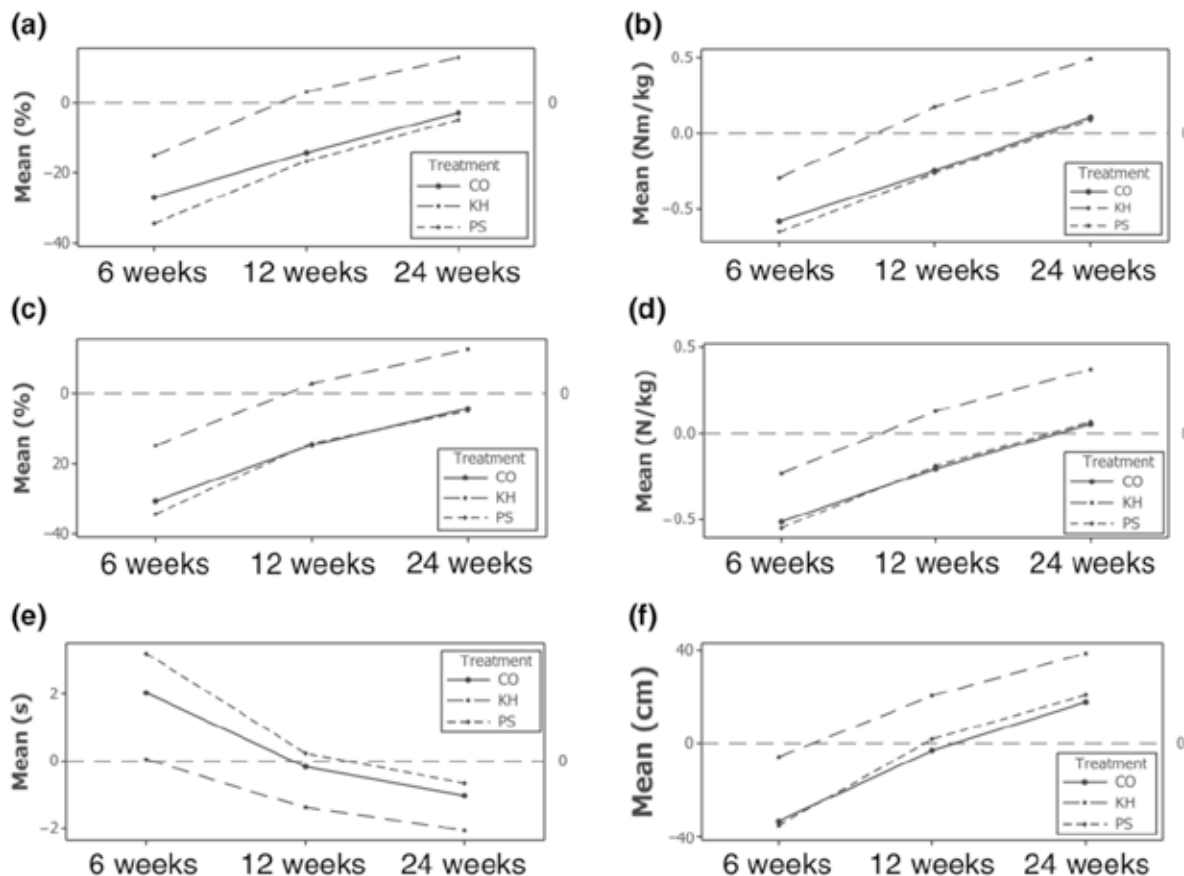 (a)
Mean (%)
0
−20
−40
0
Treatment
CO
KH
PS
6 weeks 12 weeks 24 weeks
(b)
Mean (Nm/kg)
0.5
0.0
−0.5
0
Treatment
CO
KH
PS
6 weeks 12 weeks 24 weeks
(c)
Mean (%)
0
20
−40
0
Treatment
CO
KH
PS
6 weeks 12 weeks 24 weeks
(d)
Mean (N/kg)
0.5
0.0
−0.5
0
Treatment
CO
KH
PS
6 weeks 12 weeks 24 weeks
(e)
Mean (s)
2
0
−2
0
Treatment
CO
KH
PS
6 weeks 12 weeks 24 weeks
(f)
Mean (cm)
40
0
−40
0
Treatment
CO
KH
PS
6 weeks 12 weeks 24 weeks